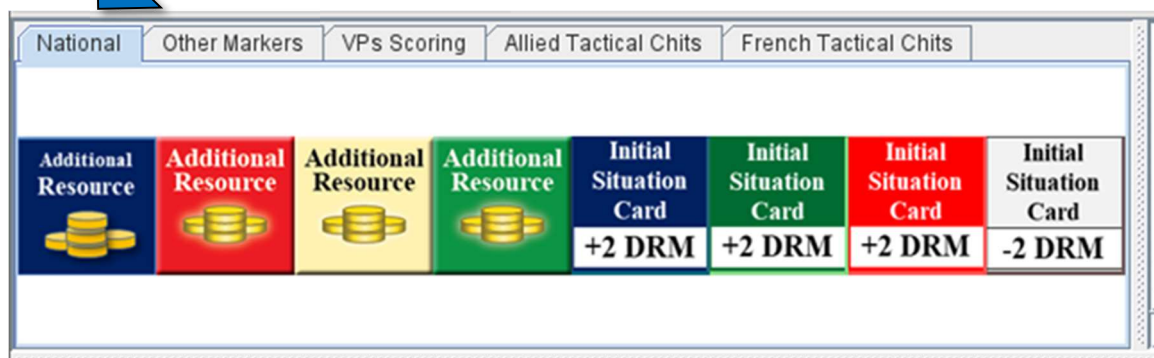 National Other Markers VPs Scoring Allied Tactical Chits French Tactical Chits
Additional
Resource
Additional
Resource
Additional
Resource
Additional
Resource
Initial
Situation
Card
+2 DRM
Initial
Situation
Card
+2 DRM
Initial
Situation
Card
+2 DRM
Initial
Situation
Card
-2 DRM